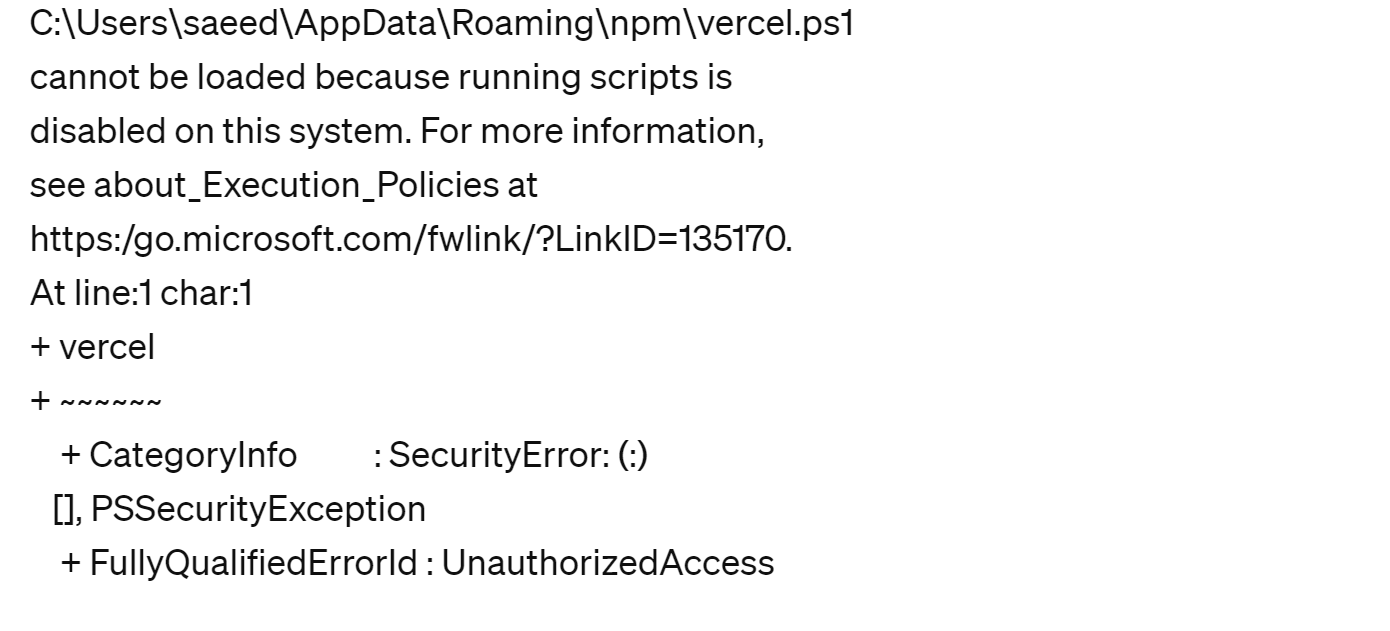 C:\Users\saeed\AppData\Roaming\npm\vercel.ps1
cannot be loaded because running scripts is
disabled on this system. For more information,
see about_Execution_Policies at
https:/go.microsoft.com/fwlink/?LinkID=135170.
At line:1 char:1
+ vercel
+ ~~~~~~
    + CategoryInfo          : SecurityError: (:)
   [], PSSecurityException
    + FullyQualifiedErrorId : UnauthorizedAccess